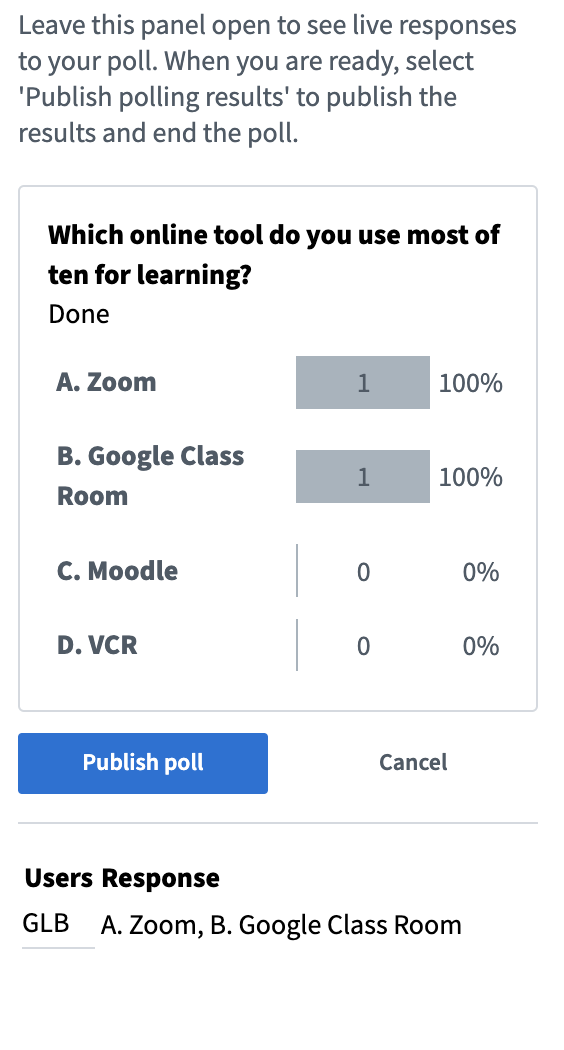 Leave this panel open to see live responses
to your poll. When you are ready, select
'Publish polling results' to publish the
results and end the poll.
Which online tool do you use most of
ten for learning?
Done
A. Zoom 1 100%
B. Google Class
Room 1 100%
C. Moodle 0 0%
D. VCR 0 0%
Publish poll Cancel
Users Response
GLB A. Zoom, B. Google Class Room